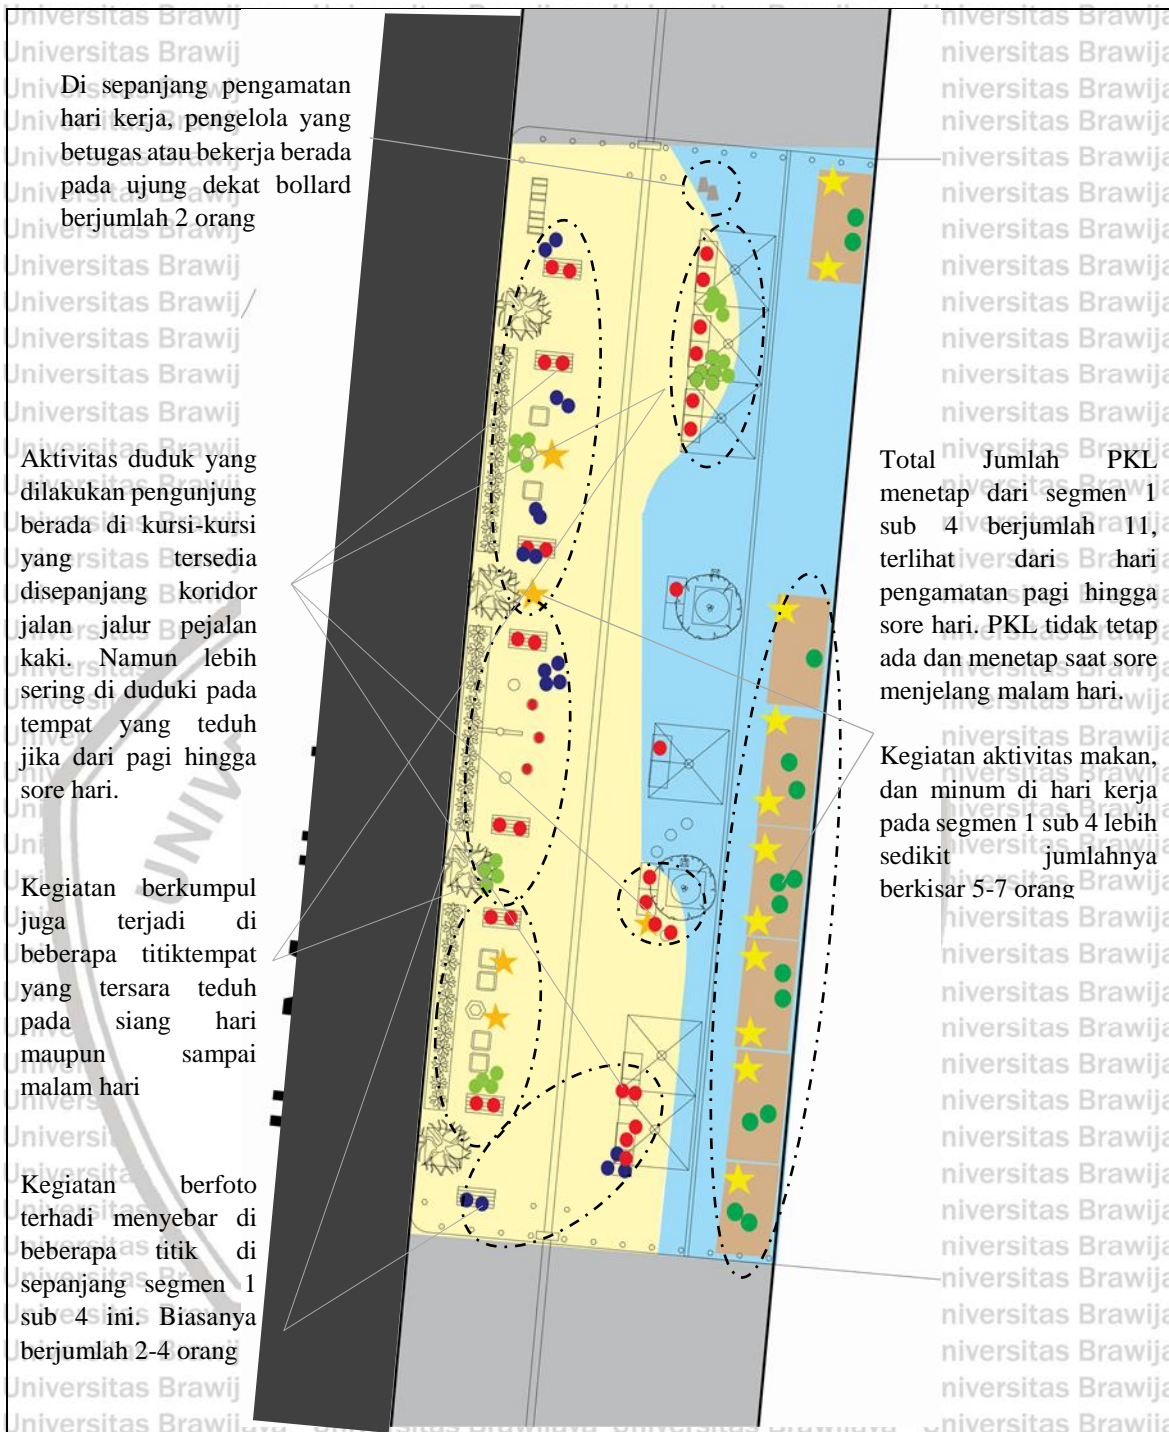 Di sepanjang pengamatan
hari kerja, pengelola yang
betugas atau bekerja berada
pada ujung dekat bollard
berjumlah 2 orang
Aktivitas duduk yang
dilakukan pengunjung
berada di kursi-kursi
yang tersedia
disepanjang koridor
jalan jalur pejalan
kaki. Namun lebih
sering di duduki pada
tempat yang teduh
jika dari pagi hingga
sore hari.
Kegiatan berkumpul
juga terjadi di
beberapa titiktempat
yang tersara teduh
pada siang hari
maupun sampai
malam hari
Kegiatan berfoto
terhadi menyebar di
beberapa titik di
sepanjang segmen 1
sub 4 ini. Biasanya
berjumlah 2-4 orang
Total Jumlah PKL
menetap dari segmen 1
sub 4 berjumlah 11,
terlihat dari hari
pengamatan pagi hingga
sore hari. PKL tidak tetap
ada dan menetap saat sore
menjelang malam hari.
Kegiatan aktivitas makan,
dan minum di hari kerja
pada segmen 1 sub 4 lebih
sedikit jumlahnya
berkisar 5-7 orang